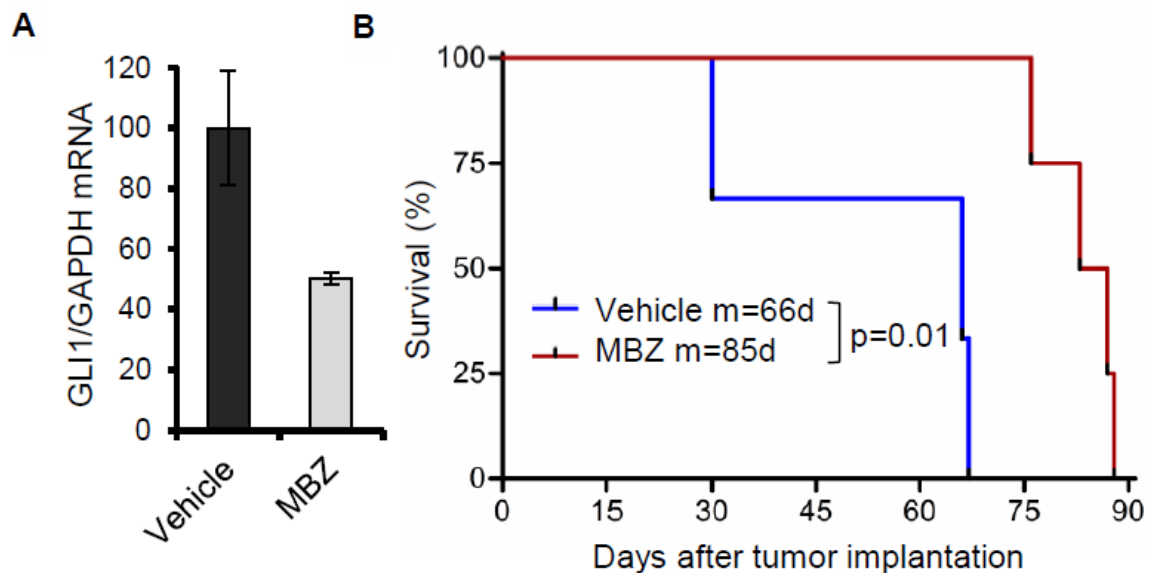 A
GLI1/GAPDH mRNA
120
100
80
60
40
20
0
Vehicle
MBZ
B
Survival (%)
100
75
50
25
0
Vehicle m=66d
MBZ m=85d
p=0.01
0 15 30 45 60 75 90
Days after tumor implantation